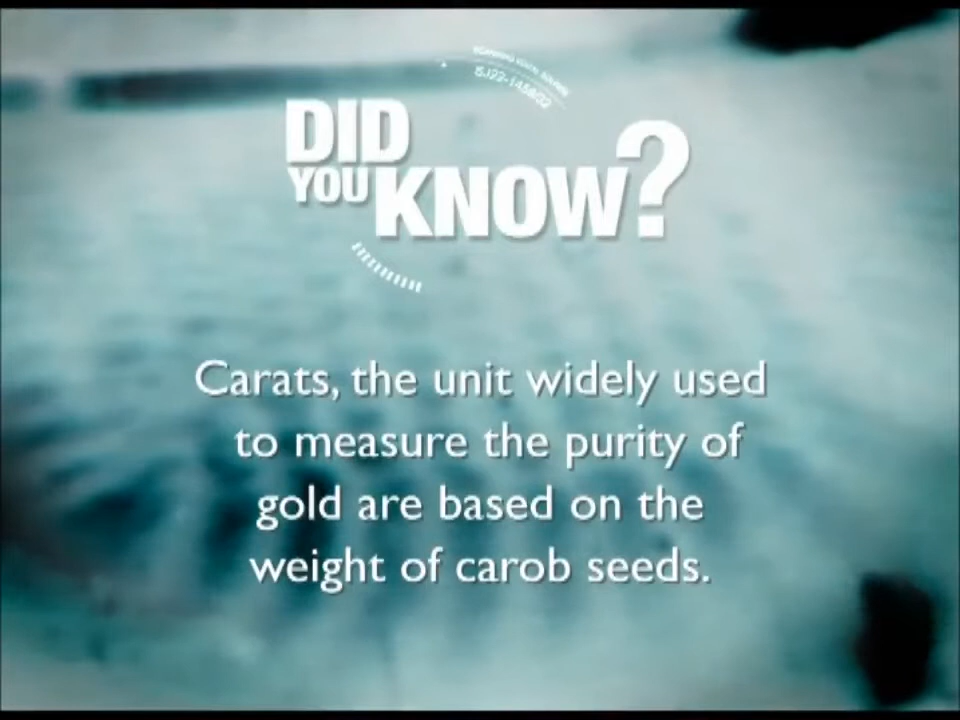 DID
YOU KNOW?
Carats, the unit widely used
to measure the purity of
gold are based on the
weight of carob seeds.